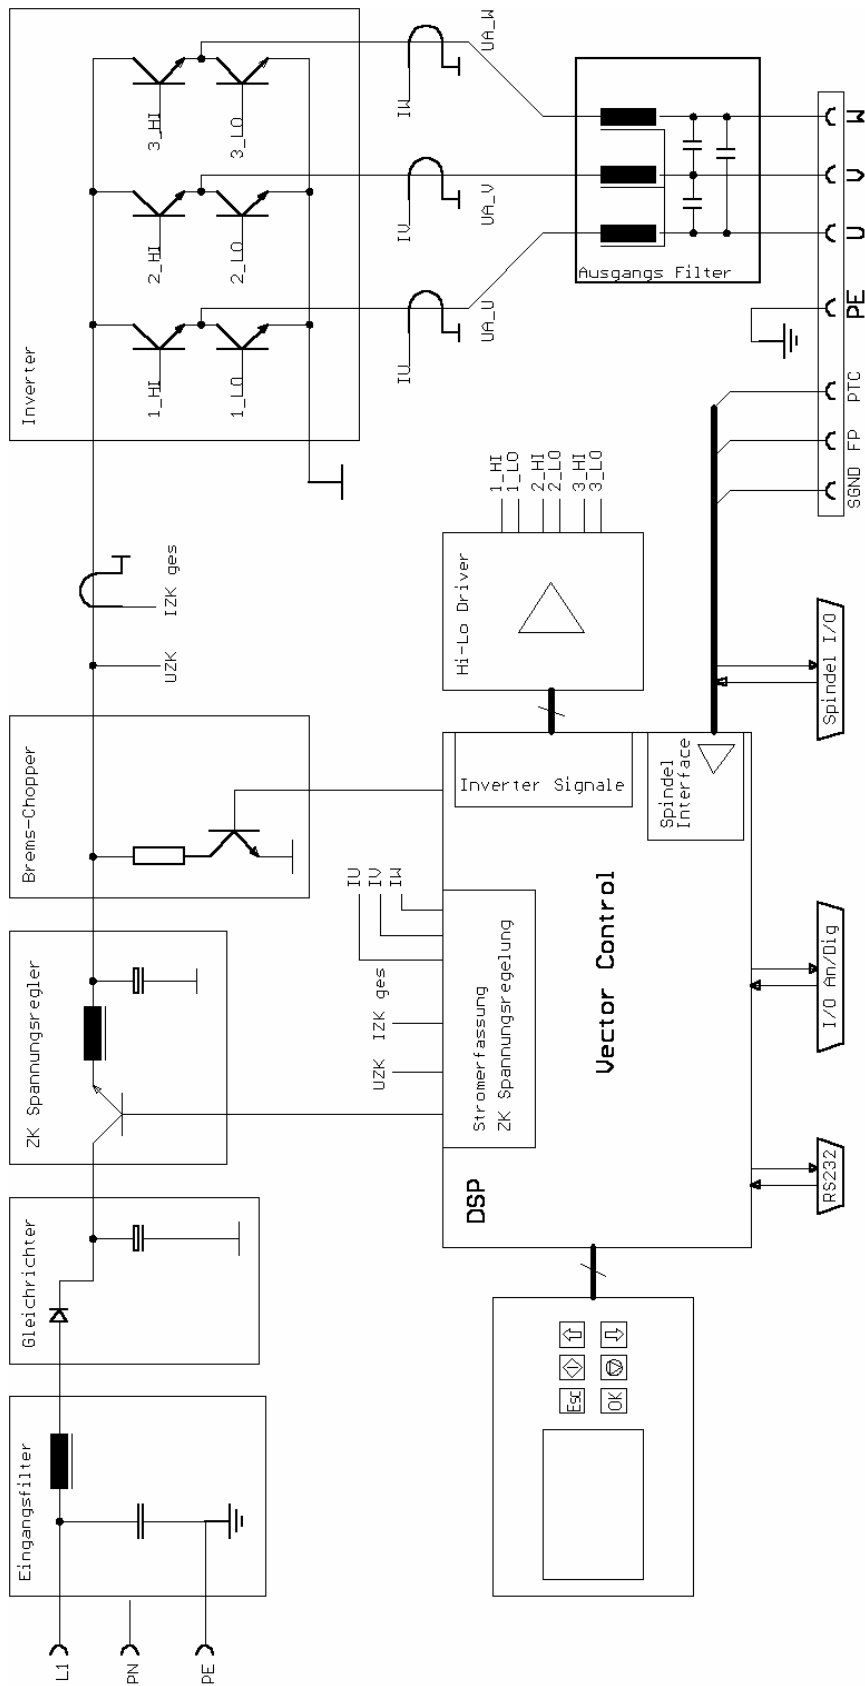 Eingangsfilter
L1
PN
PE
Gleichrichter
ZK Spannungsregler
Brems-Chopper
UZK
IZK ges
Inverter
1_HI
1_LO
2_HI
2_LO
3_HI
3_LO
IU
IV
IW
UA_U
UA_V
UA_W
Ausgangs Filter
Esc
OK
DSP
Stromerfassung
ZK Spannungsregelung
UZK
IZK ges
IU
IV
IW
Vector Control
Inverter Signale
Spindel
Interface
Hi-Lo Driver
1_HI
1_LO
2_HI
2_LO
3_HI
3_LO
RS232
I/O An/Dig
Spindel I/O
SGND
FP
PTC
PE
U
V
W